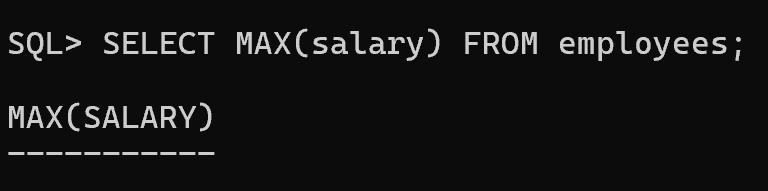 SQL> SELECT MAX(salary) FROM employees;
MAX(SALARY)
-----------